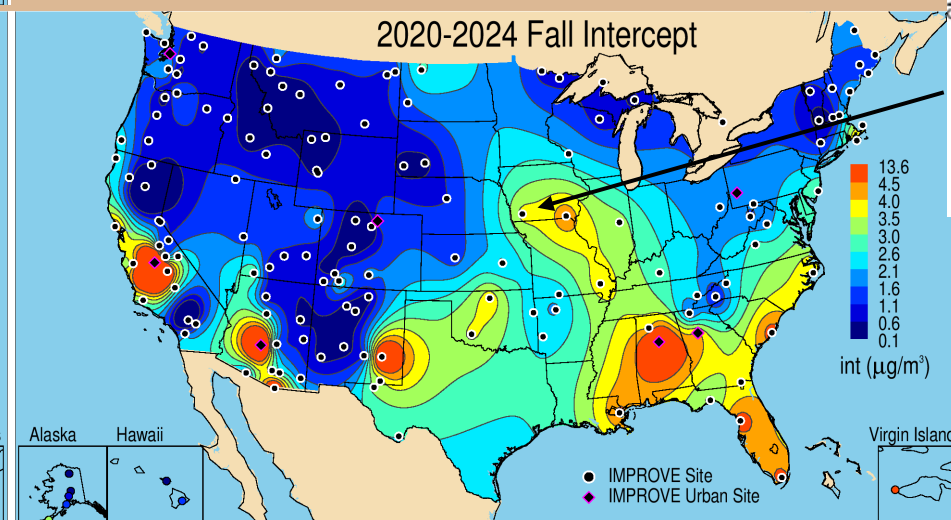 2020-2024 Fall Intercept
13.6
4.5
4.0
3.5
3.0
2.6
2.1
1.6
1.1
0.6
0.1
int (μg/m³)
Alaska
Hawaii
Virgin Island
IMPROVE Site
IMPROVE Urban Site